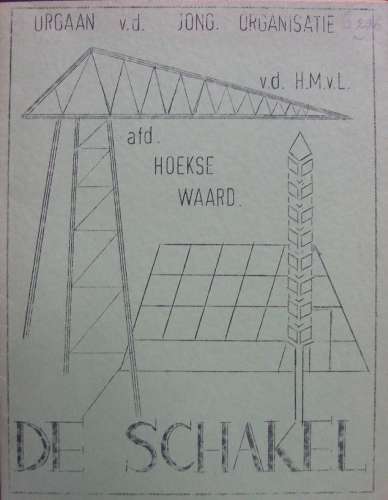 ORGAAN v.d. JONG. ORGANISATIE
v.d. H.M.v.L.
afd.
HOEKSE
WAARD.
DE SCHAKEL